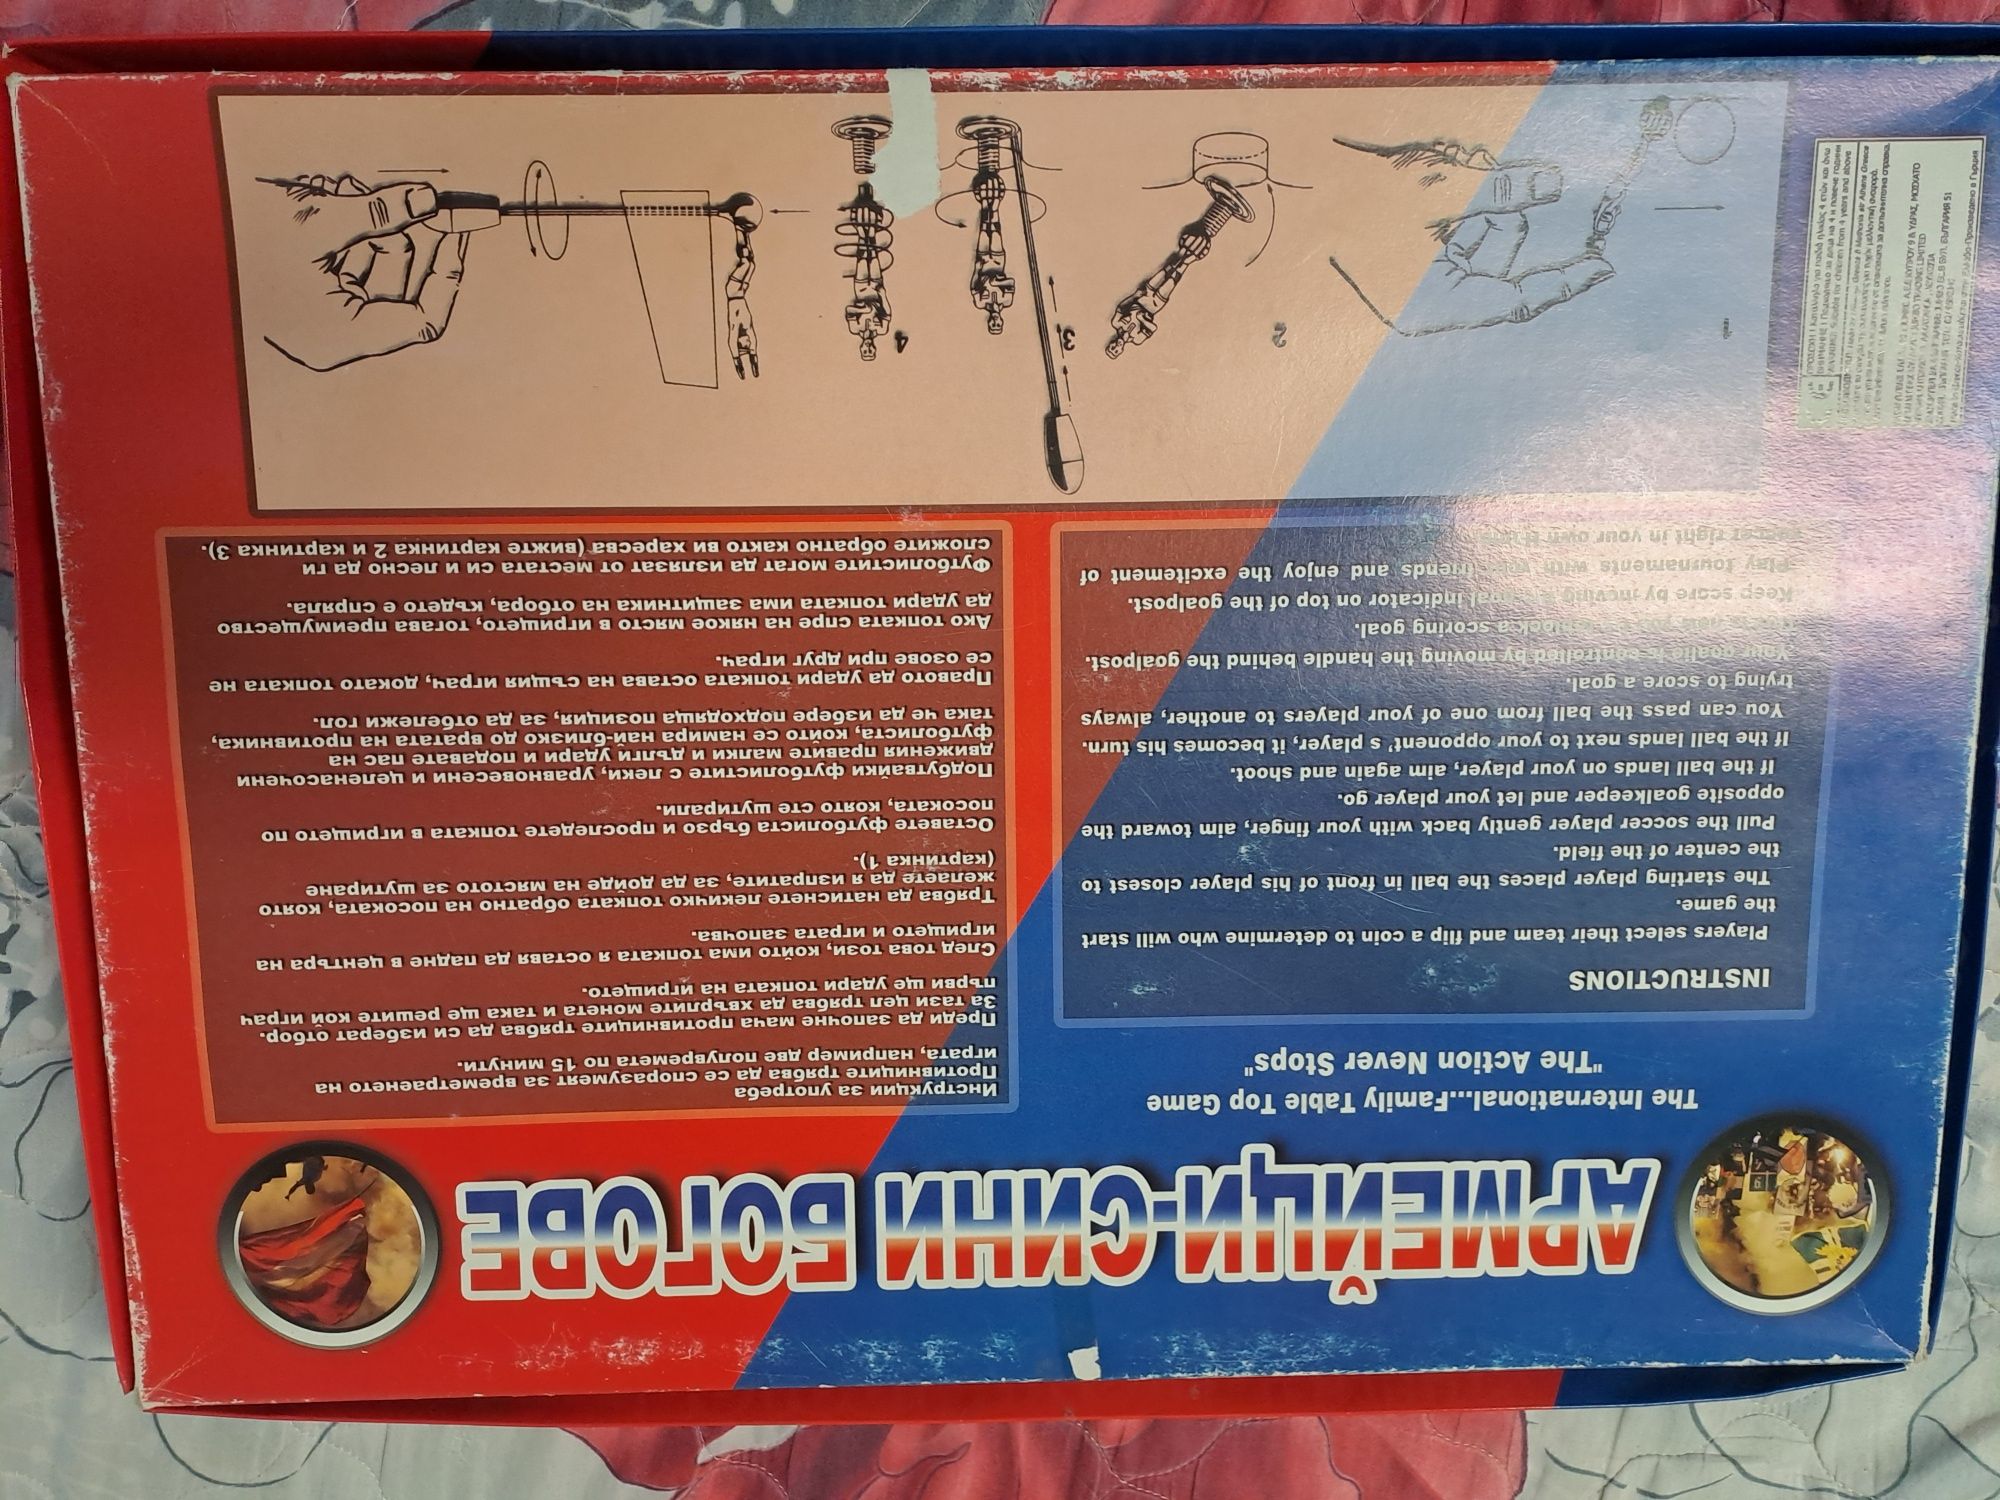 АРМЕЙЦИ-СИНИ БОГОВЕ
The International...Family Table Top Game
"The Action Never Stops"
INSTRUCTIONS
Players select their team and flip a coin to determine who will start
the game.
The starting player places the ball in front of his player closest to
the center of the field.
Pull the soccer player gently back with your finger, aim toward the
opposite goalkeeper and let your player go.
If the ball lands on your player, aim again and shoot.
If the ball lands next to your opponent' s player, it becomes his turn.
You can pass the ball from one of your players to another, always
trying to score a goal.
Your goalie is controlled by moving the handle behind the goalpost.
a scoring goal.
Keep score by moving indicator on top of the goalpost.
Play tournaments with your friends and enjoy the excitement of
soccer right in your own
Инструкции за употреба
Противниците трябва да се споразумеят за времетраенето на
играта, например две полувремета по 15 минути.
Преди да започне мача противниците трябва да си изберат отбор.
За тази цел трябва да хвърлите монета и така ще решите кой играч
първи ще удари топката на игрището.
След това този, който има топката я оставя да падне в центъра на
игрището и играта започва.
Трябва да натиснете лекичко топката обратно на посоката, която
желаете да я изпратите, за да дойде на мястото за шутиране
(картинка 1).
Оставете футболиста бързо и проследете топката в игрището по
посоката, която сте шутирали.
Подбутвайки футболистите с леки, уравновесени и целенасочени
движения правите малки и дълги удари и подавате пас на
футболиста, който се намира най-близко до вратата на противника,
така че да избере подходяща позиция, за да отбележи гол.
Правото да удари топката остава на същия играч, докато топката не
се озове при друг играч.
Ако топката спре на някое място в игрището, тогава преимущество
да удари топката има защитника на отбора, където е спряла.
Футболистите могат да излязат от местата си и лесно да ги
сложите обратно както ви харесва (вижте картинка 2 и картинка 3).
2
3
4